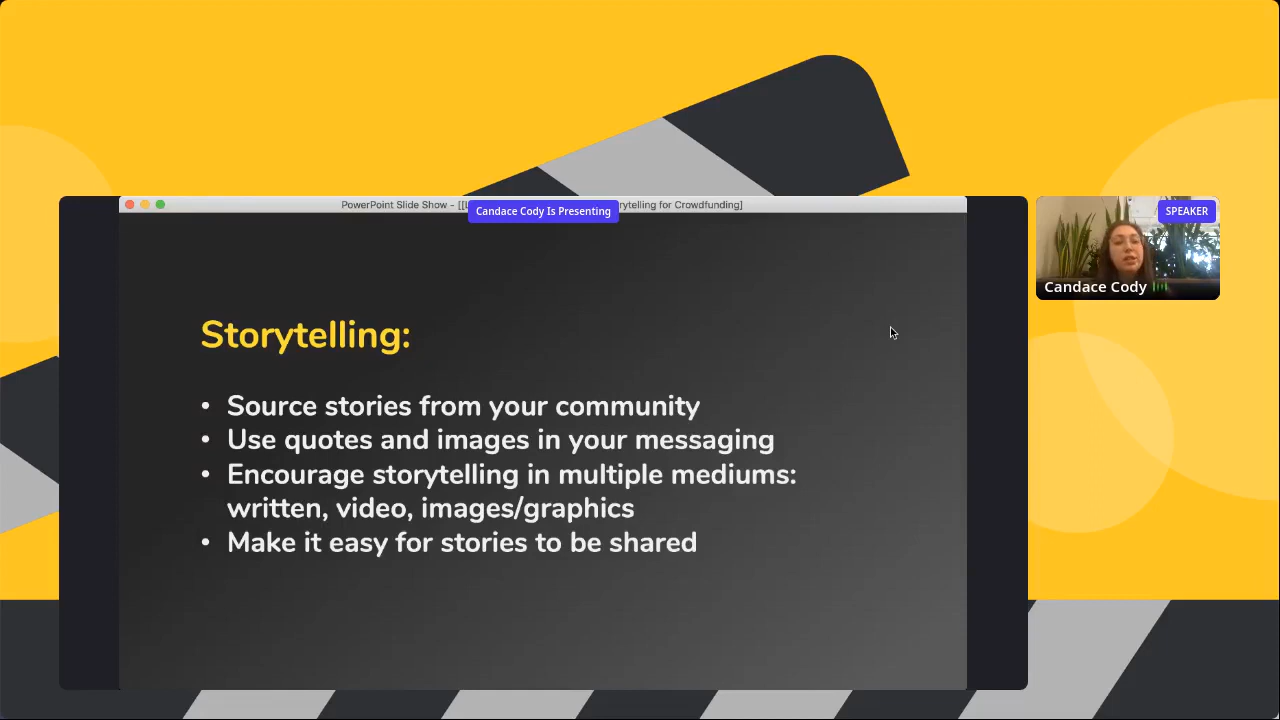 PowerPoint Slide Show - [[
rytelling for Crowdfunding]
Candace Cody Is Presenting
SPEAKER
Candace Cody
Storytelling:
• Source stories from your community
• Use quotes and images in your messaging
• Encourage storytelling in multiple mediums:
written, video, images/graphics
• Make it easy for stories to be shared